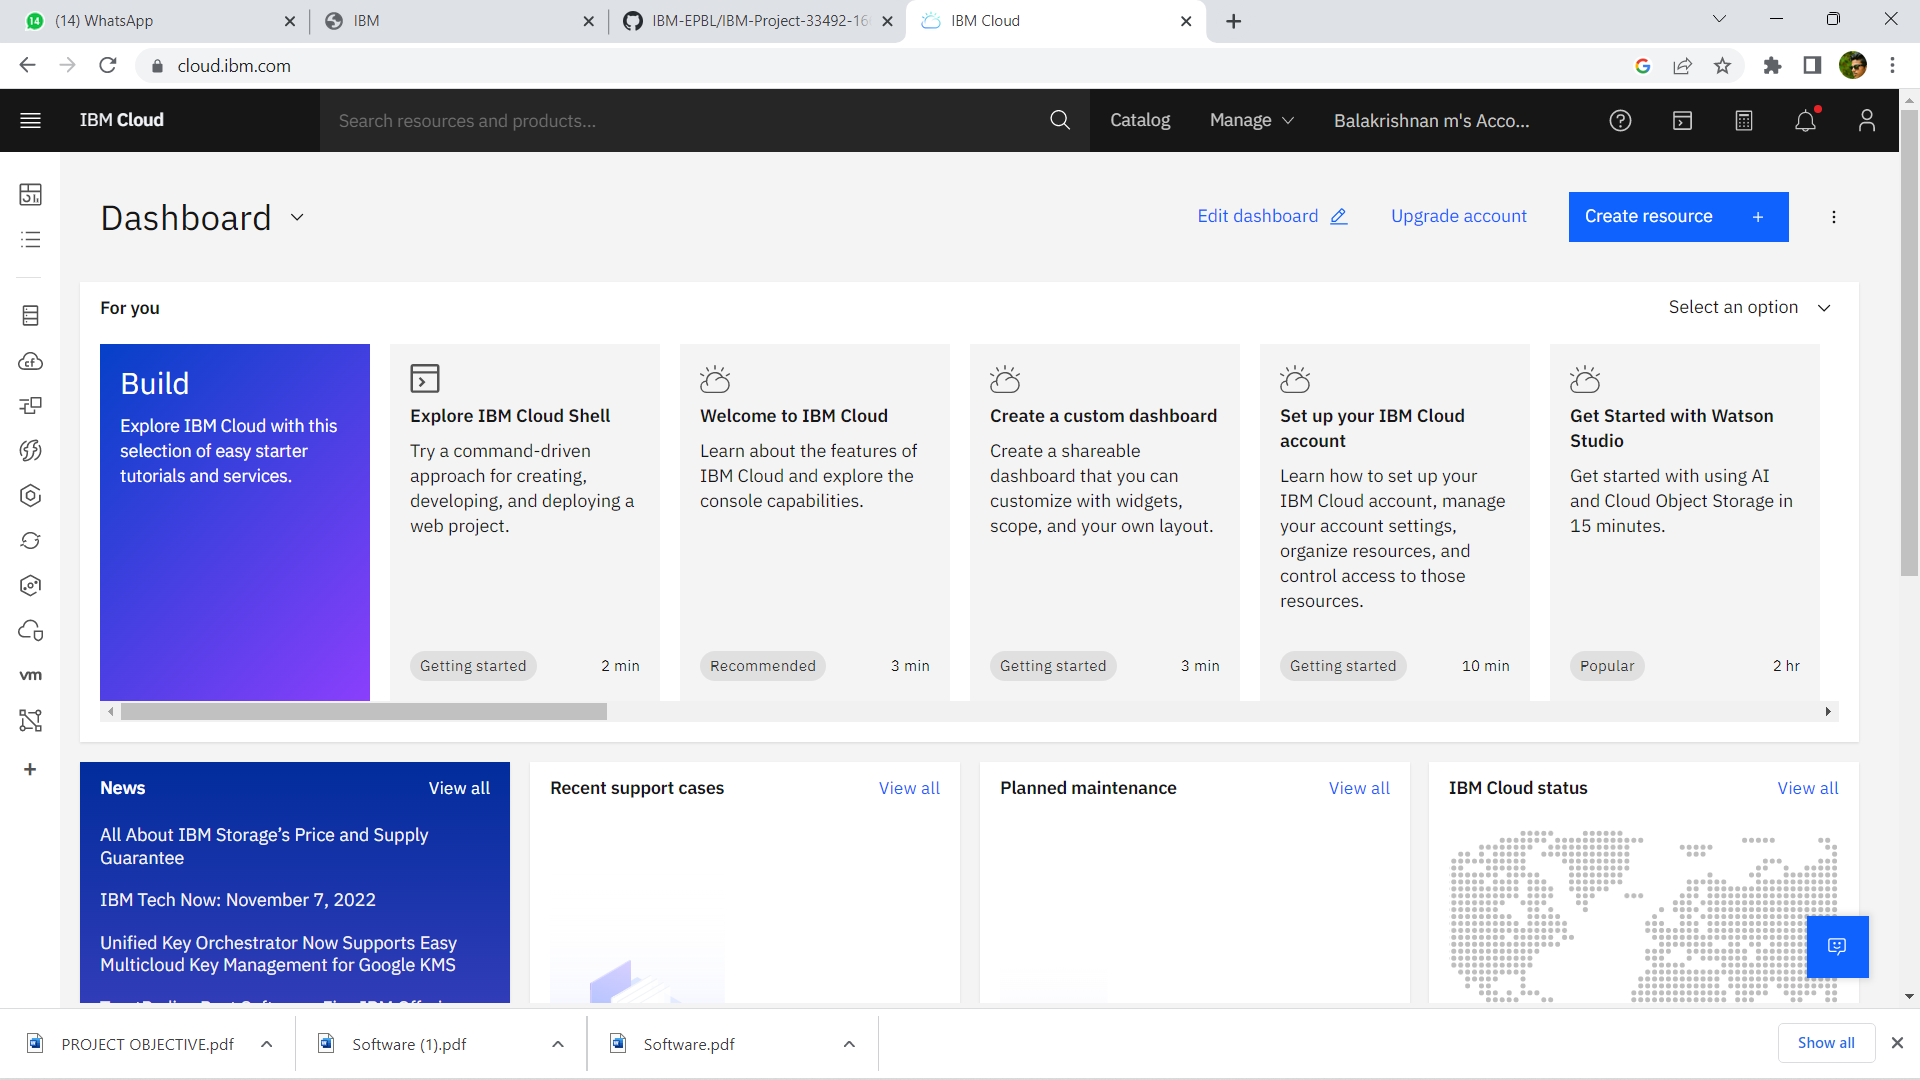 14
(14) WhatsApp
IBM
IBM-EPBL/IBM-Project-33492-16
IBM Cloud
cloud.ibm.com
IBM Cloud
Search resources and products...
Catalog
Manage
Balakrishnan m's Acco...
Dashboard
Edit dashboard
Upgrade account
Create resource +
For you
Select an option
Build
Explore IBM Cloud with this
selection of easy starter
tutorials and services.
Explore IBM Cloud Shell
Try a command-driven
approach for creating,
developing, and deploying a
web project.
Getting started
2 min
Welcome to IBM Cloud
Learn about the features of
IBM Cloud and explore the
console capabilities.
Recommended
3 min
Create a custom dashboard
Create a shareable
dashboard that you can
customize with widgets,
scope, and your own layout.
Getting started
3 min
Set up your IBM Cloud
account
Learn how to set up your
IBM Cloud account, manage
your account settings,
organize resources, and
control access to those
resources.
Getting started
10 min
Get Started with Watson
Studio
Get started with using AI
and Cloud Object Storage in
15 minutes.
Popular
2 hr
cf
vm
News
View all
All About IBM Storage’s Price and Supply
Guarantee
IBM Tech Now: November 7, 2022
Unified Key Orchestrator Now Supports Easy
Multicloud Key Management for Google KMS
Recent support cases
View all
Planned maintenance
View all
IBM Cloud status
View all
PROJECT OBJECTIVE.pdf
Software (1).pdf
Software.pdf
Show all